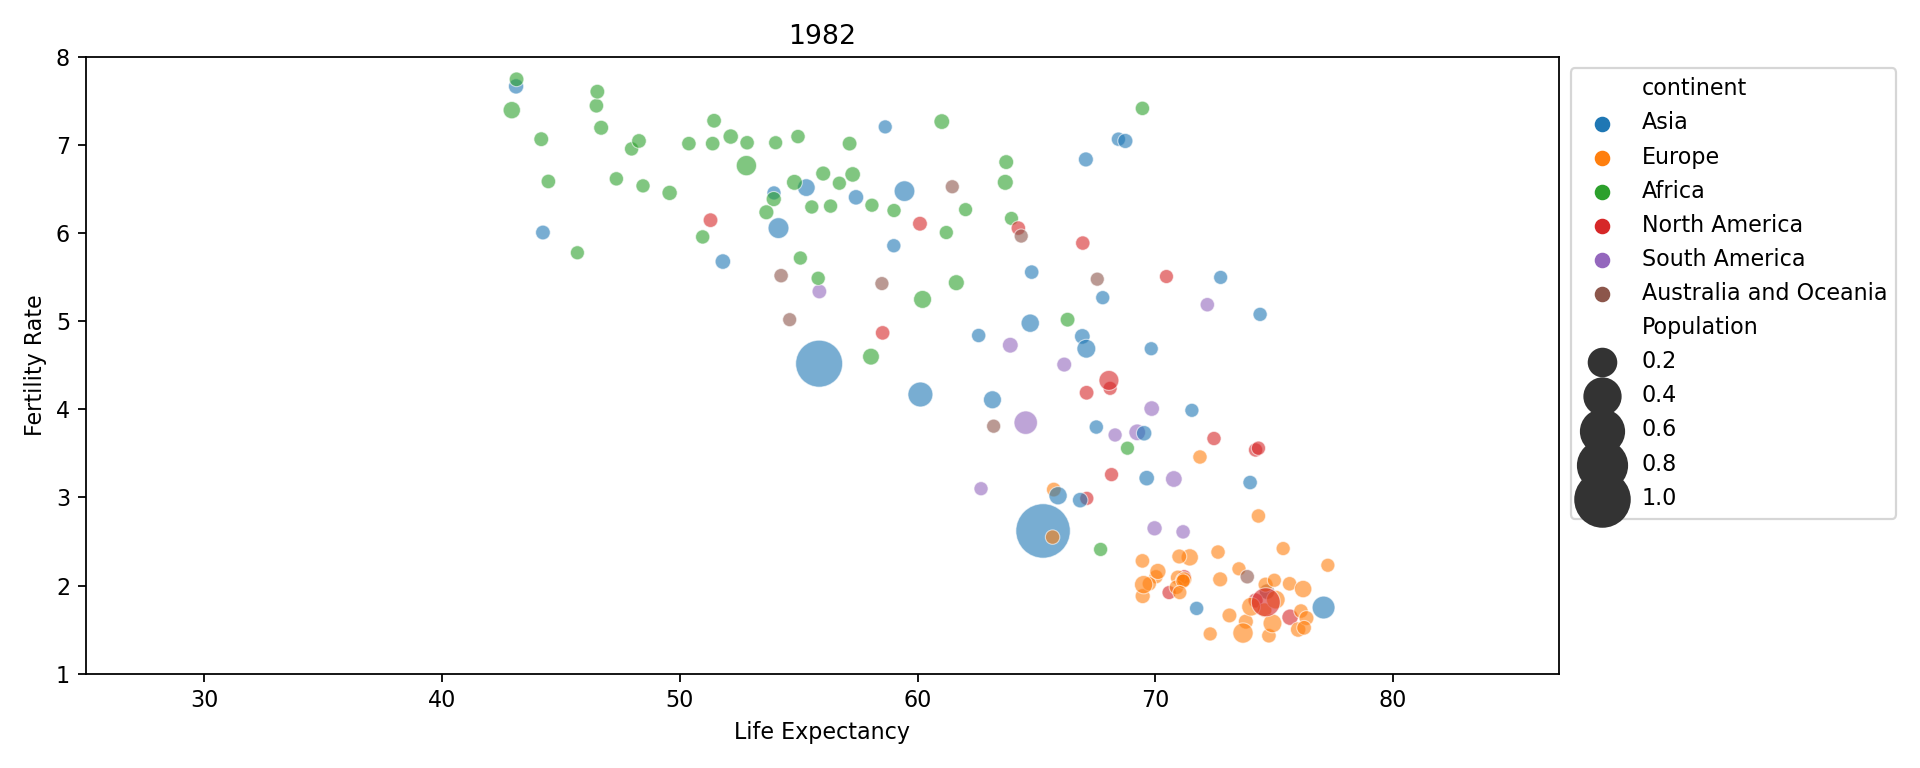 1982
8
7
6
5
4
3
2
1
Fertility Rate
30 40 50 60 70 80
Life Expectancy
continent
Asia
Europe
Africa
North America
South America
Australia and Oceania
Population
0.2
0.4
0.6
0.8
1.0